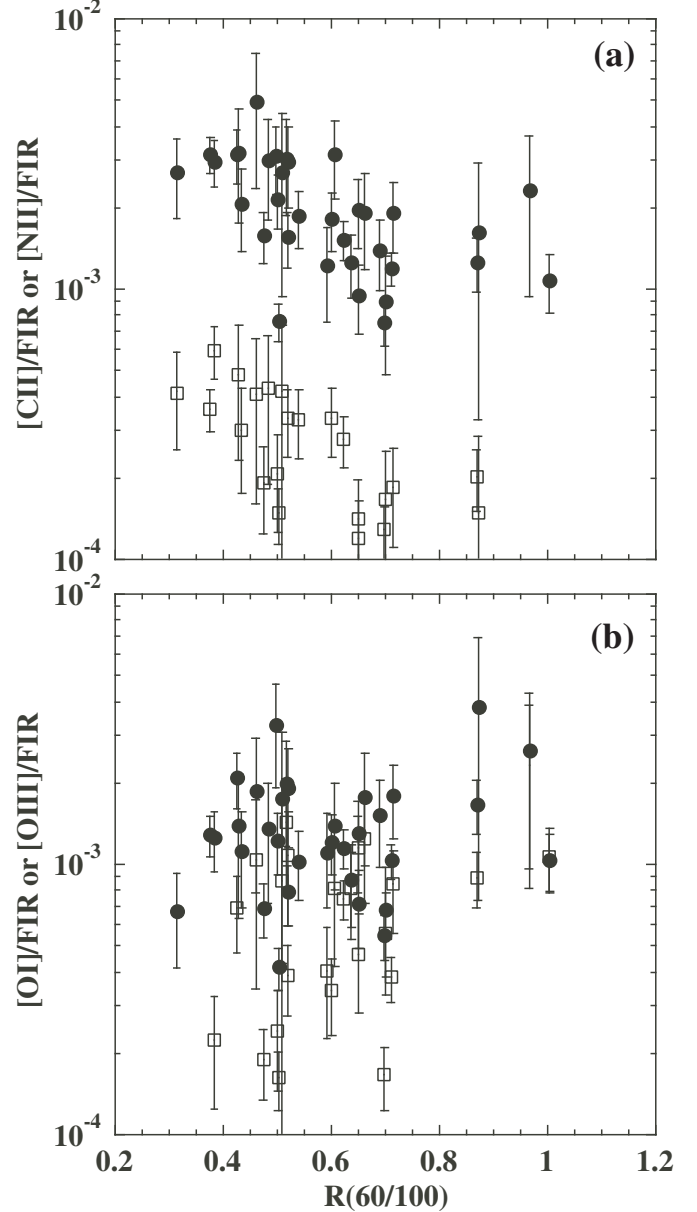 10^-2
(a)
[CII]/FIR or [NII]/FIR
10^-3
10^-4
10^-2
(b)
[OI]/FIR or [OIII]/FIR
10^-3
10^-4
0.2 0.4 0.6 0.8 1 1.2
R(60/100)